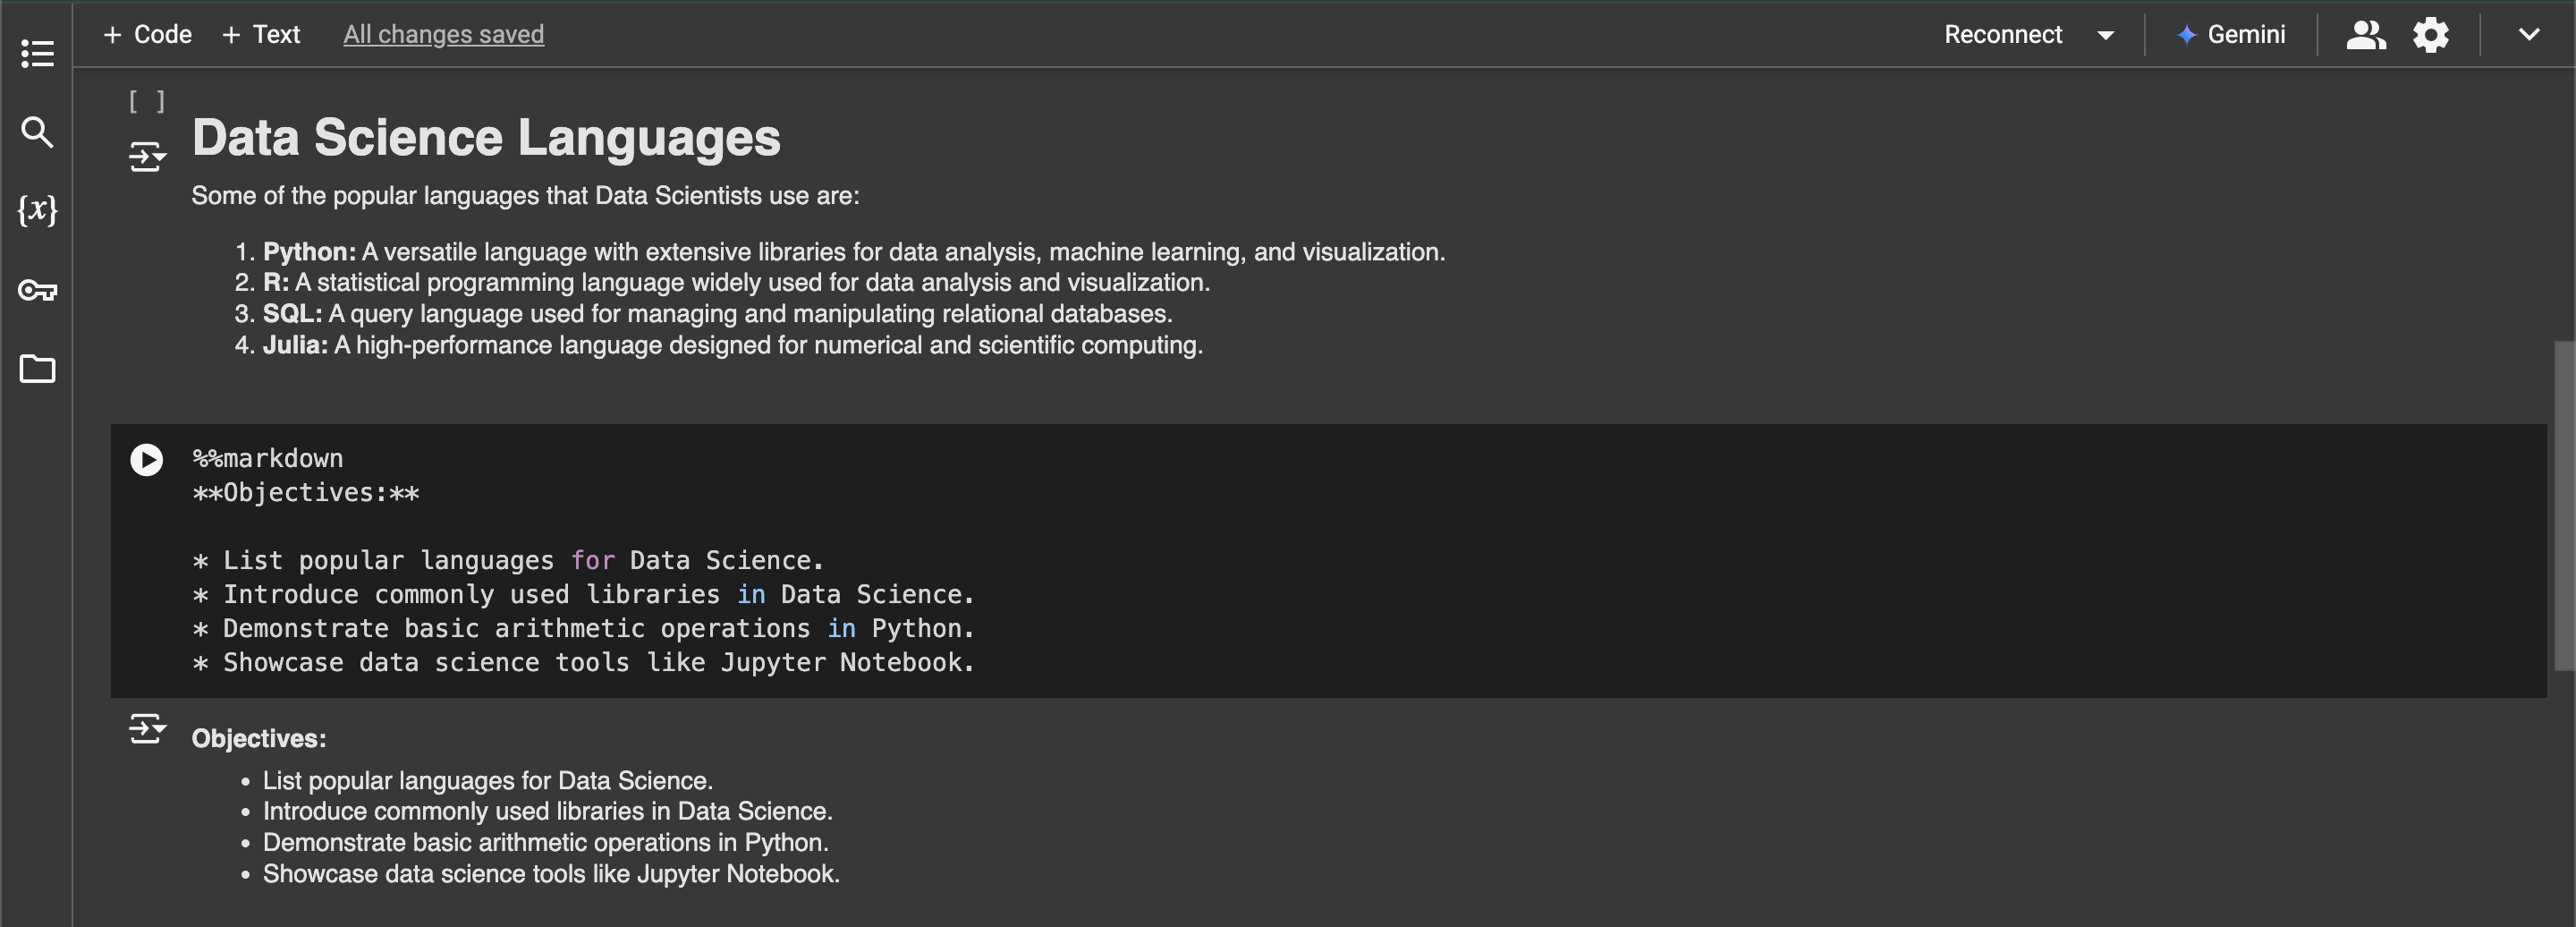 + Code + Text All changes saved Reconnect Gemini
[ ]
Data Science Languages
Some of the popular languages that Data Scientists use are:
1. Python: A versatile language with extensive libraries for data analysis, machine learning, and visualization.
2. R: A statistical programming language widely used for data analysis and visualization.
3. SQL: A query language used for managing and manipulating relational databases.
4. Julia: A high-performance language designed for numerical and scientific computing.
%%markdown
**Objectives:**
* List popular languages for Data Science.
* Introduce commonly used libraries in Data Science.
* Demonstrate basic arithmetic operations in Python.
* Showcase data science tools like Jupyter Notebook.
Objectives:
• List popular languages for Data Science.
• Introduce commonly used libraries in Data Science.
• Demonstrate basic arithmetic operations in Python.
• Showcase data science tools like Jupyter Notebook.
{x}